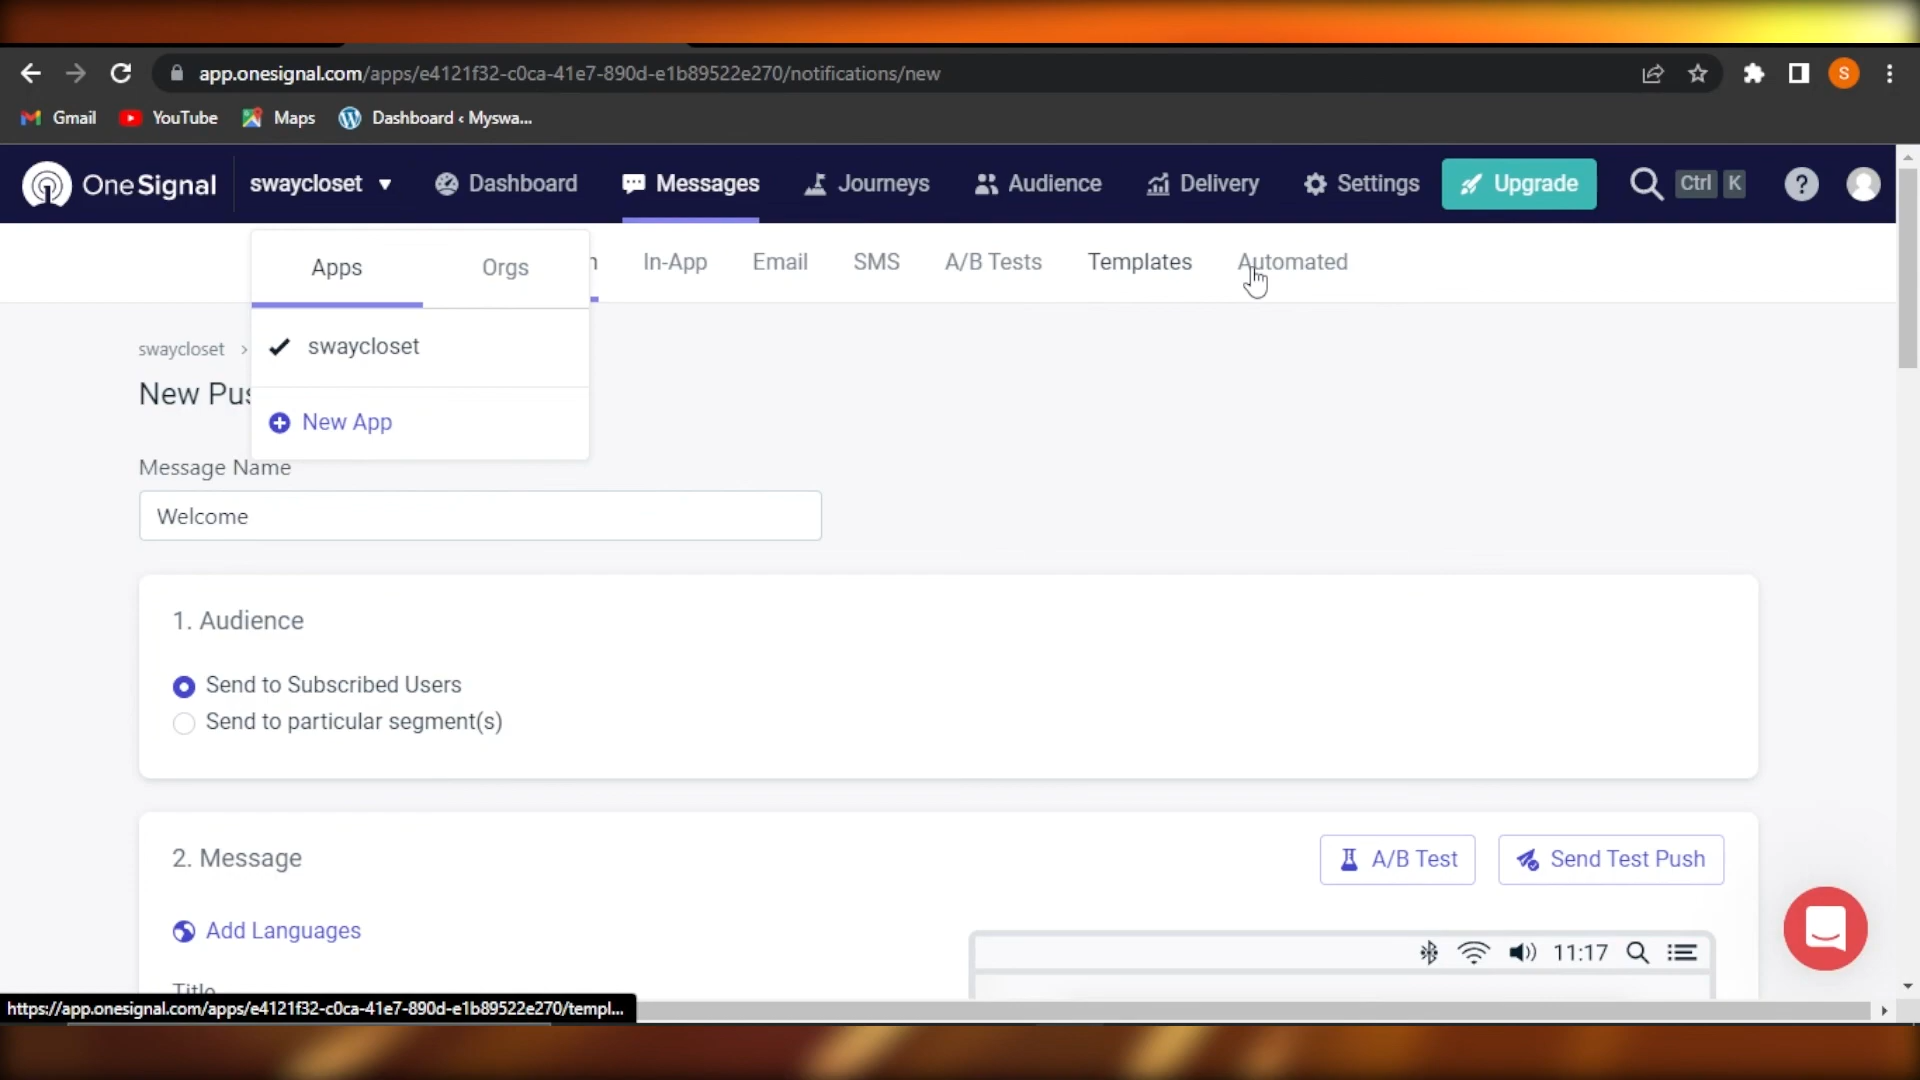 app.onesignal.com/apps/e4121f32-c0ca-41e7-890d-e1b89522e270/notifications/new
S
Gmail YouTube Maps Dashboard ‹ Myswa...
OneSignal swaycloset Dashboard Messages Journeys Audience Delivery Settings Upgrade Ctrl K ?
Apps Orgs In-App Email SMS A/B Tests Templates Automated
swaycloset > swaycloset
New Pus
New App
Message Name
Welcome
1. Audience
Send to Subscribed Users
Send to particular segment(s)
2. Message A/B Test Send Test Push
Add Languages
11:17
Title
https://app.onesignal.com/apps/e4121f32-c0ca-41e7-890d-e1b89522e270/templ...